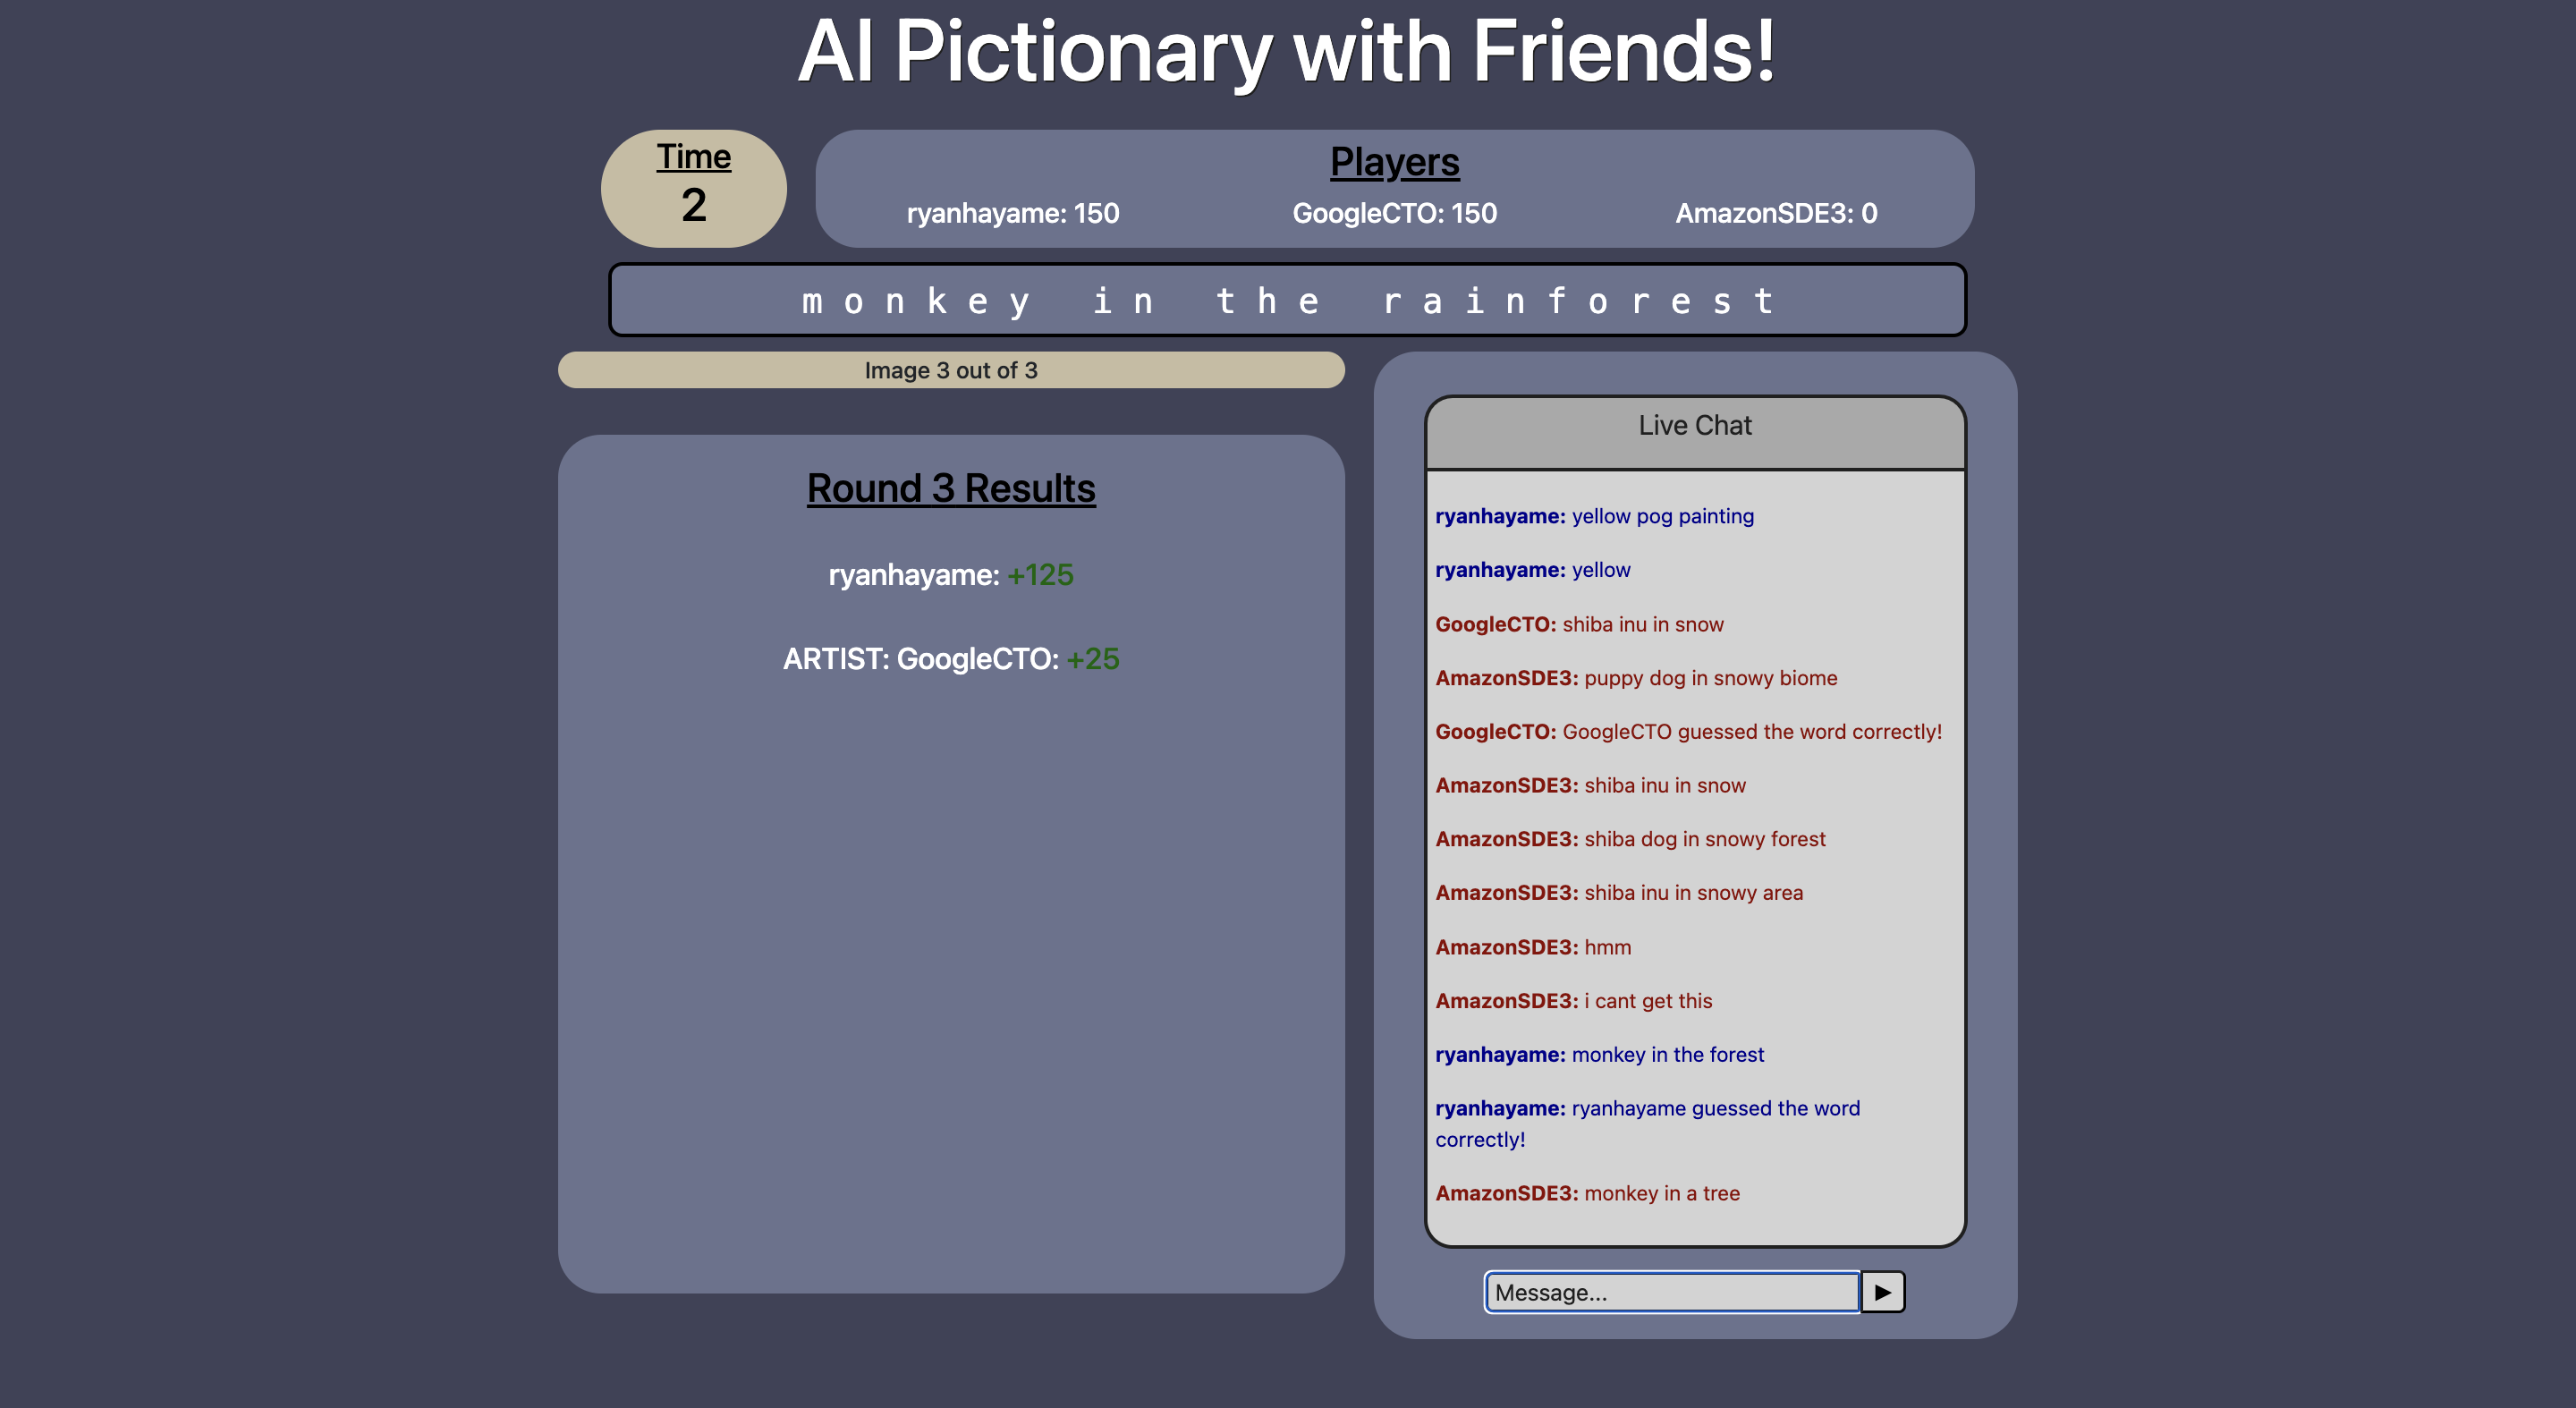 AI Pictionary with Friends!
Time
2
Players
ryanhayame: 150 GoogleCTO: 150 AmazonSDE3: 0
monkey in the rainforest
Image 3 out of 3
Round 3 Results
ryanhayame: +125
ARTIST: GoogleCTO: +25
Live Chat
ryanhayame: yellow pog painting
ryanhayame: yellow
GoogleCTO: shiba inu in snow
AmazonSDE3: puppy dog in snowy biome
GoogleCTO: GoogleCTO guessed the word correctly!
AmazonSDE3: shiba inu in snow
AmazonSDE3: shiba dog in snowy forest
AmazonSDE3: shiba inu in snowy area
AmazonSDE3: hmm
AmazonSDE3: i cant get this
ryanhayame: monkey in the forest
ryanhayame: ryanhayame guessed the word
correctly!
AmazonSDE3: monkey in a tree
Message...